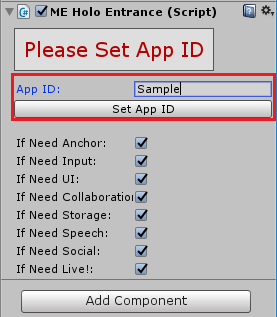 ME Holo Entrance (Script)
Please Set App ID
App ID: Sample
Set App ID
If Need Anchor:
If Need Input:
If Need UI:
If Need Collaboration
If Need Storage:
If Need Speech:
If Need Social:
If Need Live!:
Add Component